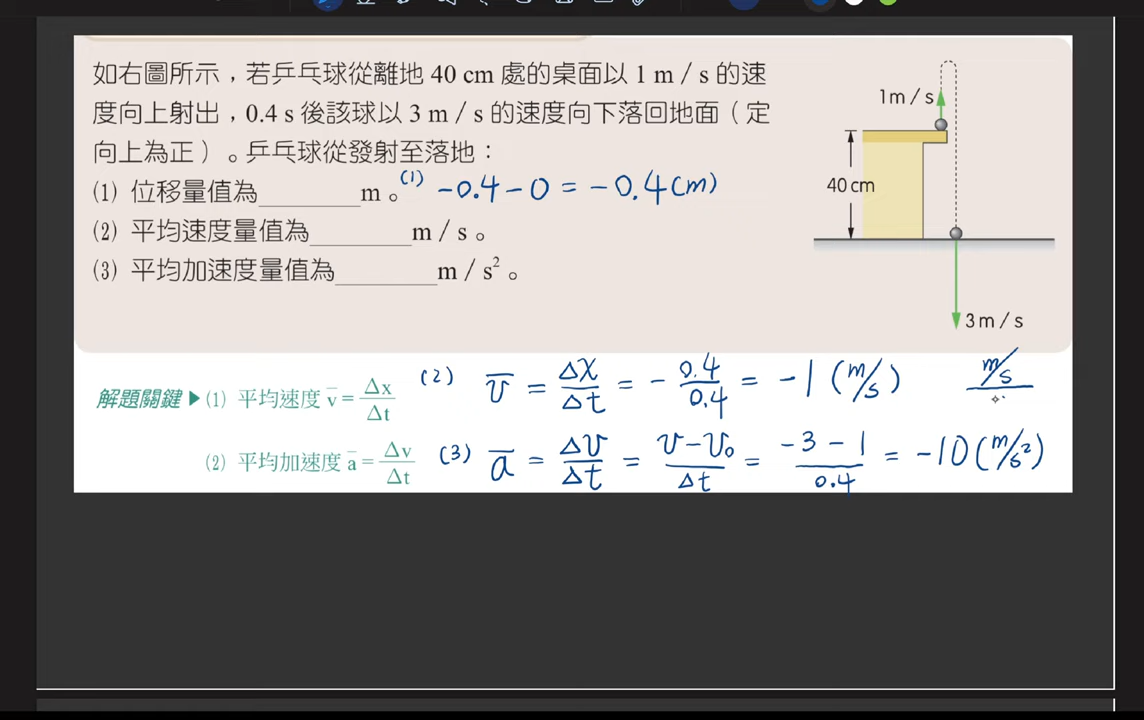 如右圖所示，若乒乓球從離地 40 cm 處的桌面以 1 m / s 的速
度向上射出，0.4 s 後該球以 3 m / s 的速度向下落回地面（定
向上為正）。乒乓球從發射至落地：
(1) 位移量值為________m。 (1) -0.4 - 0 = -0.4 (m)
(2) 平均速度量值為________m / s。
(3) 平均加速度量值為________m / s²。
1 m / s
40 cm
3 m / s
解題關鍵▶(1) 平均速度 v̄ = Δx/Δt
(2) v̄ = Δx/Δt = - 0.4/0.4 = -1 (m/s)
m/s
(2) 平均加速度 ā = Δv/Δt
(3) ā = Δv/Δt = v-v₀/Δt = -3-1/0.4 = -10 (m/s²)